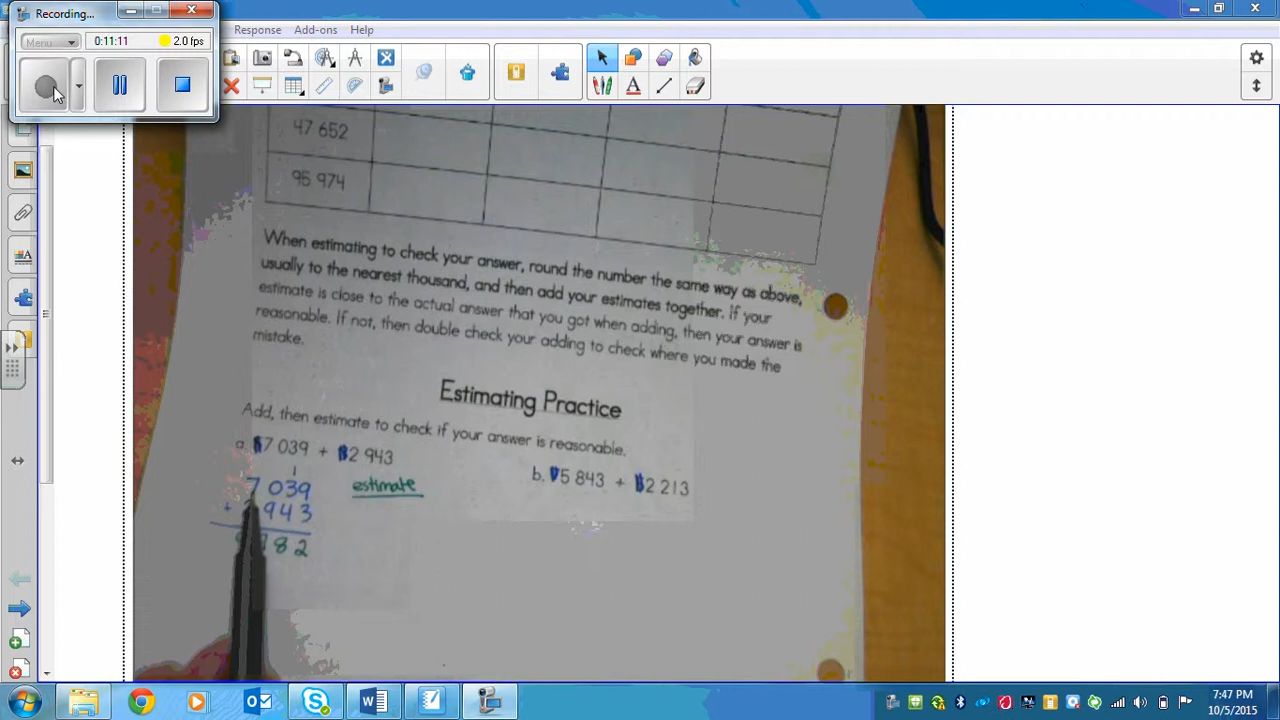 Recording...
Menu 0:11:11 2.0 fps
Response Add-ons Help
47 652
95 974
When estimating to check your answer, round the number the same way as above,
usually to the nearest thousand, and then add your estimates together. If your
estimate is close to the actual answer that you got when adding, then your answer is
reasonable. If not, then double check your adding to check where you made the
mistake.
Estimating Practice
Add, then estimate to check if your answer is reasonable.
a. 7 039 + 2 943
b. 5 843 + 2 213
1
7 039
+ 943
82
estimate
7:47 PM
10/5/2015